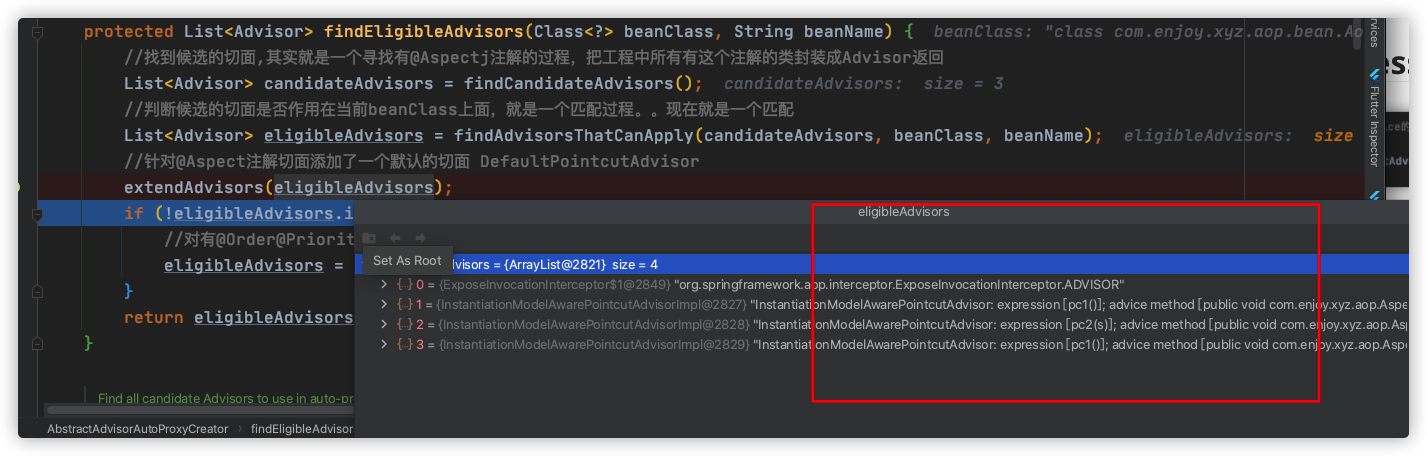 protected List<Advisor> findEligibleAdvisors(Class<?> beanClass, String beanName) { beanClass: "class com.enjoy.xyz.aop.bean.Ao
//找到候选的切面,其实就是一个寻找有@Aspectj注解的过程，把工程中所有有这个注解的类封装成Advisor返回
List<Advisor> candidateAdvisors = findCandidateAdvisors(); candidateAdvisors: size = 3
//判断候选的切面是否作用在当前beanClass上面，就是一个匹配过程。。现在就是一个匹配
List<Advisor> eligibleAdvisors = findAdvisorsThatCanApply(candidateAdvisors, beanClass, beanName); eligibleAdvisors: size
//针对@Aspect注解切面添加了一个默认的切面 DefaultPointcutAdvisor
extendAdvisors(eligibleAdvisors);
if (!eligibleAdvisors.i
eligibleAdvisors
//对有@Order@Priorit
Set As Root
eligibleAdvisors =
dvisors = {ArrayList@2821} size = 4
{..} 0 = {ExposeInvocationInterceptor$1@2849} "org.springframework.aop.interceptor.ExposeInvocationInterceptor.ADVISOR"
}
{..} 1 = {InstantiationModelAwarePointcutAdvisorImpl@2827} "InstantiationModelAwarePointcutAdvisor: expression [pc1()]; advice method [public void com.enjoy.xyz.aop.Aspe
return eligibleAdvisors
{..} 2 = {InstantiationModelAwarePointcutAdvisorImpl@2828} "InstantiationModelAwarePointcutAdvisor: expression [pc2(s)]; advice method [public void com.enjoy.xyz.aop.Asp
}
{..} 3 = {InstantiationModelAwarePointcutAdvisorImpl@2829} "InstantiationModelAwarePointcutAdvisor: expression [pc1()]; advice method [public void com.enjoy.xyz.aop.Aspe
Find all candidate Advisors to use in auto-pr
AbstractAdvisorAutoProxyCreator › findEligibleAdvisor
ervices
Flutter Inspector
ess